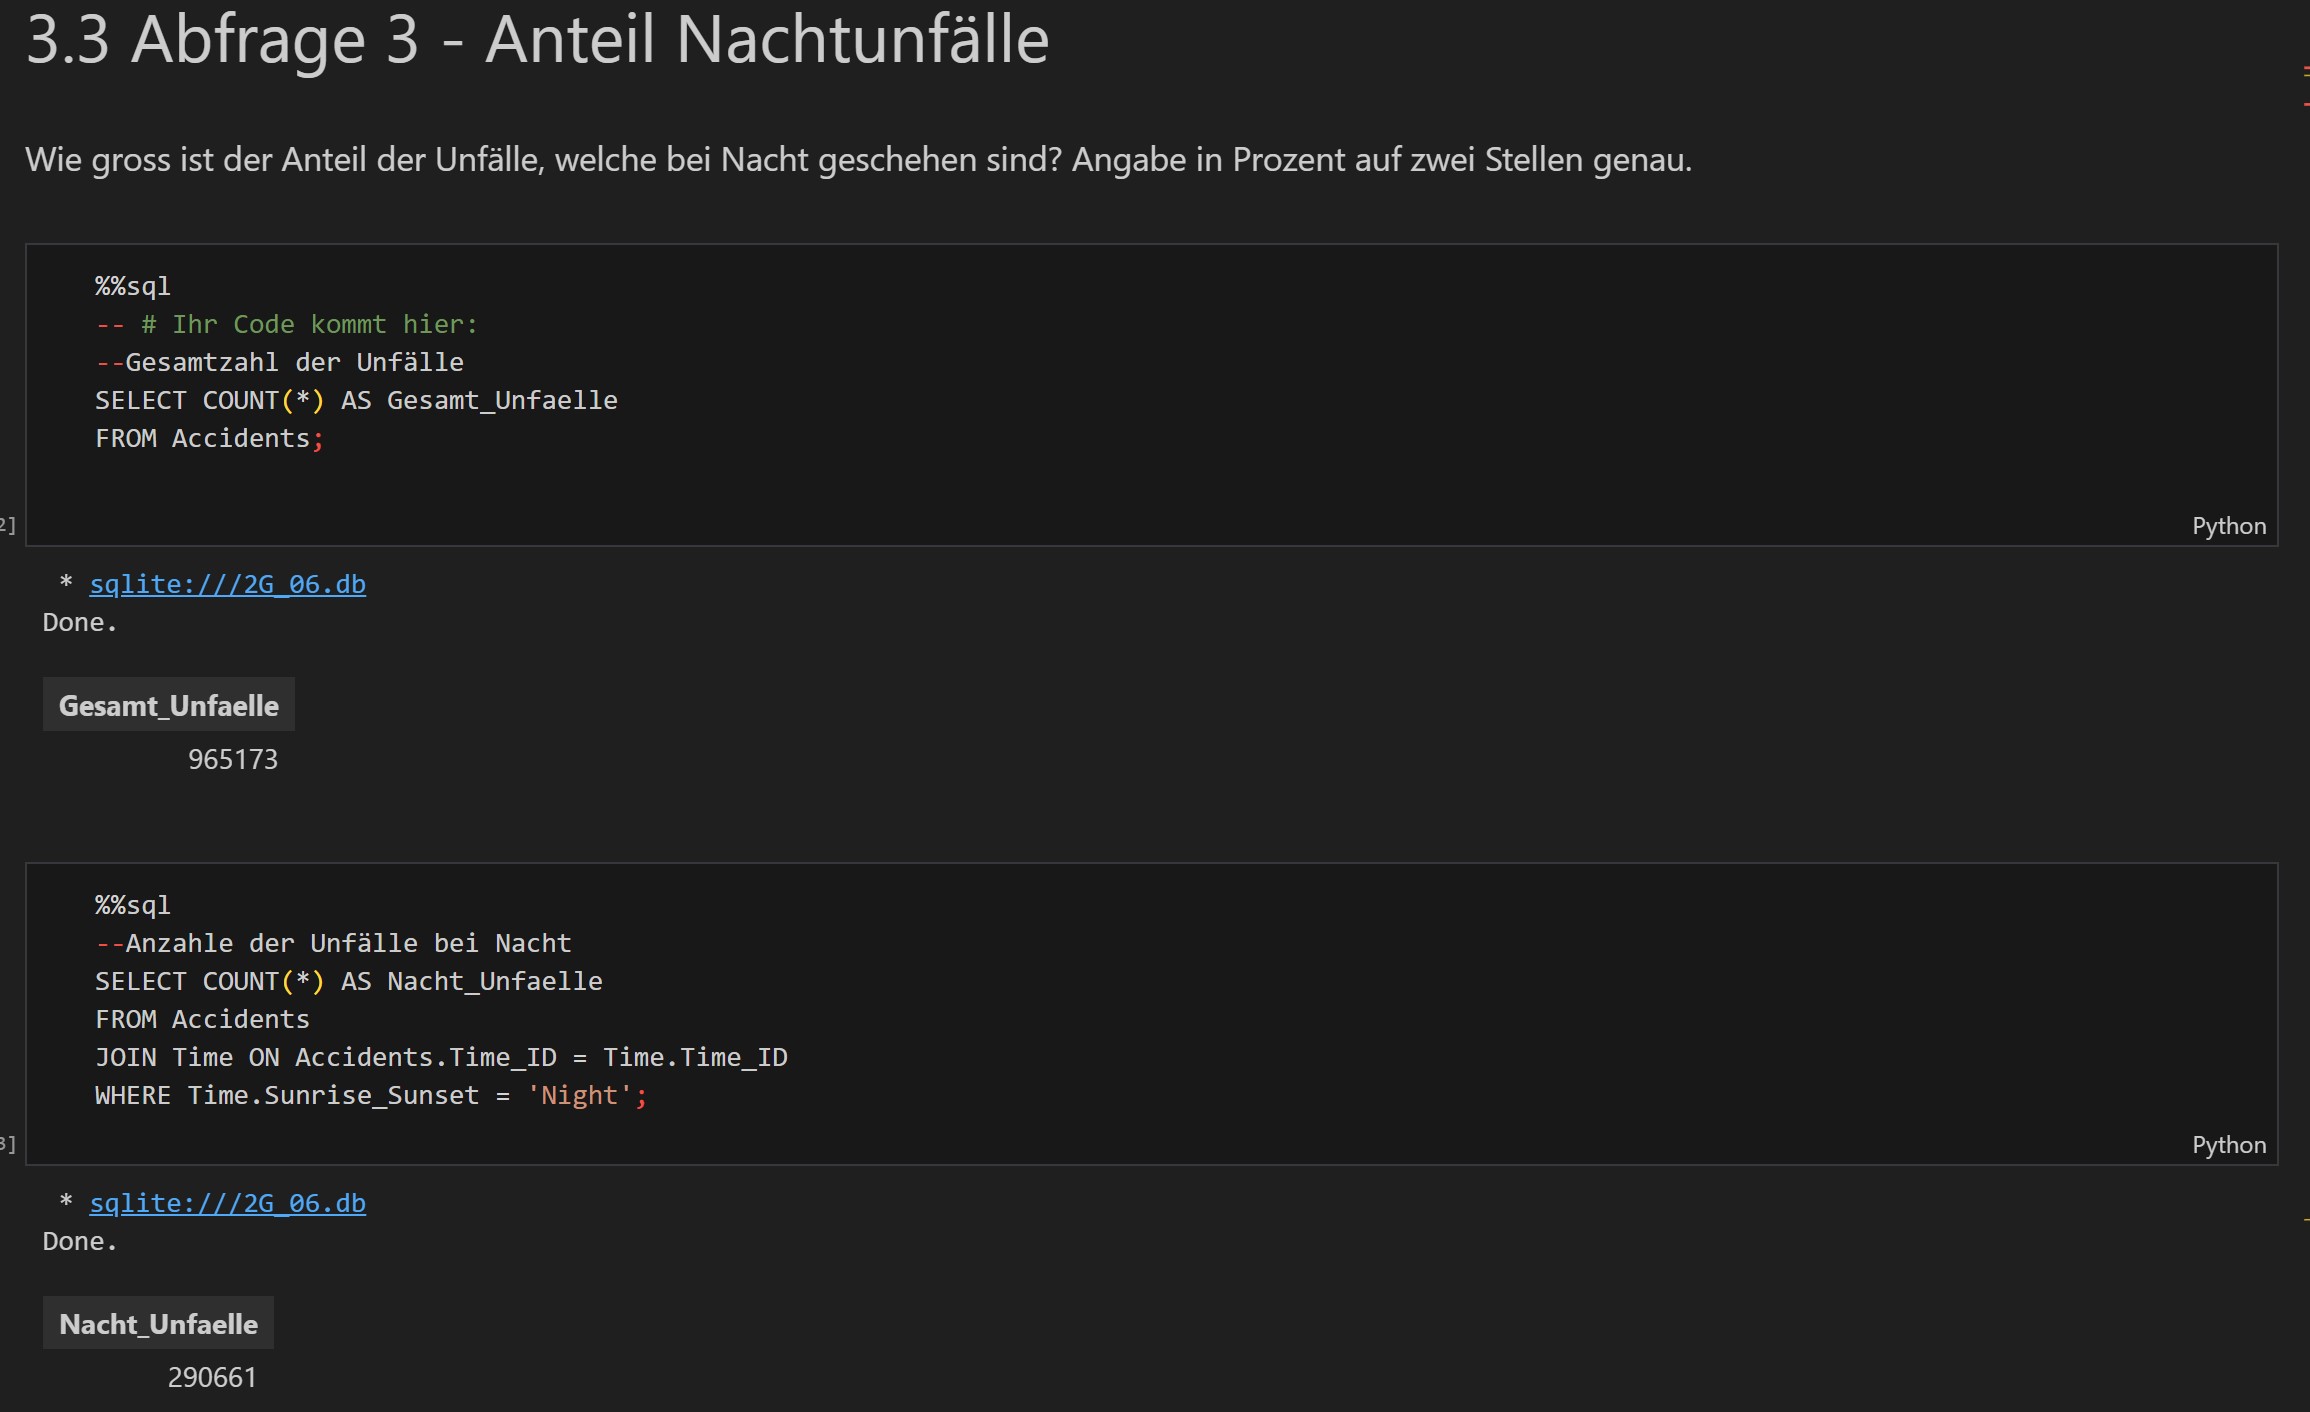 3.3 Abfrage 3 - Anteil Nachtunfälle
Wie gross ist der Anteil der Unfälle, welche bei Nacht geschehen sind? Angabe in Prozent auf zwei Stellen genau.
%%sql
-- # Ihr Code kommt hier:
--Gesamtzahl der Unfälle
SELECT COUNT(*) AS Gesamt_Unfaelle
FROM Accidents;
2]
Python
* sqlite:///2G_06.db
Done.
Gesamt_Unfaelle
965173
%%sql
--Anzahle der Unfälle bei Nacht
SELECT COUNT(*) AS Nacht_Unfaelle
FROM Accidents
JOIN Time ON Accidents.Time_ID = Time.Time_ID
WHERE Time.Sunrise_Sunset = 'Night';
3]
Python
* sqlite:///2G_06.db
Done.
Nacht_Unfaelle
290661